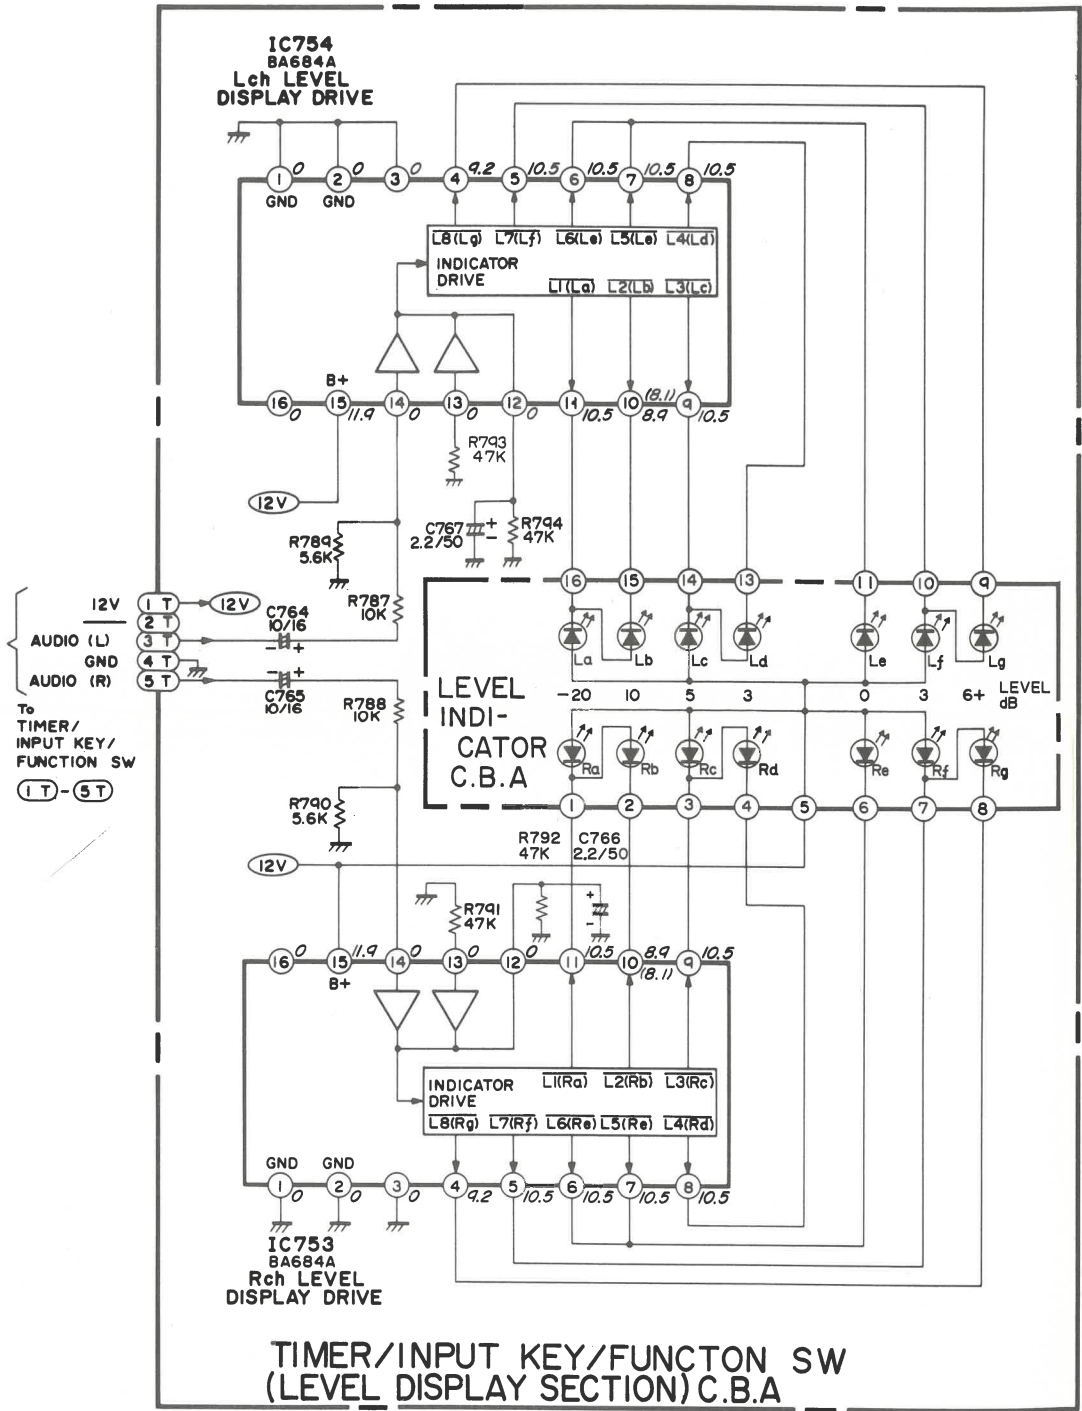 IC754
BA684A
Lch LEVEL
DISPLAY DRIVE
0 0 0 9.2 10.5 10.5 10.5 10.5
1 2 3 4 5 6 7 8
GND GND
L8(Lg) L7(Lf) L6(Le) L5(Le) L4(Ld)
INDICATOR
DRIVE
L1(La) L2(Lb) L3(Lc)
B+
(8.1)
16 15 14 13 12 11 10 9
0 11.9 0 0 0 10.5 8.9 10.5
R793
47K
12V
C767
2.2/50
+
-
R794
47K
R789
5.6K
16 15 14 13 11 10 9
12V 1 T 12V
2 T
AUDIO (L) 3 T
GND 4 T
AUDIO (R) 5 T
C764
10/16
- +
R787
10K
- +
C765
10/16
R788
10K
La Lb Lc Ld Le Lf Lg
-20 10 5 3 0 3 6+ LEVEL
dB
LEVEL
INDI-
CATOR
C.B.A
Ra Rb Rc Rd Re Rf Rg
To
TIMER/
INPUT KEY/
FUNCTION SW
1 T - 5 T
1 2 3 4 5 6 7 8
R790
5.6K
R792 C766
47K 2.2/50
12V
R791
47K
+
-
0 11.9 0 0 0 10.5 8.9 10.5
16 15 14 13 12 11 10 9
(8.1)
B+
L1(Ra) L2(Rb) L3(Rc)
INDICATOR
DRIVE
L8(Rg) L7(Rf) L6(Re) L5(Re) L4(Rd)
GND GND
1 2 3 4 5 6 7 8
0 0 0 9.2 10.5 10.5 10.5 10.5
IC753
BA684A
Rch LEVEL
DISPLAY DRIVE
TIMER/INPUT KEY/FUNCTON SW
(LEVEL DISPLAY SECTION) C.B.A